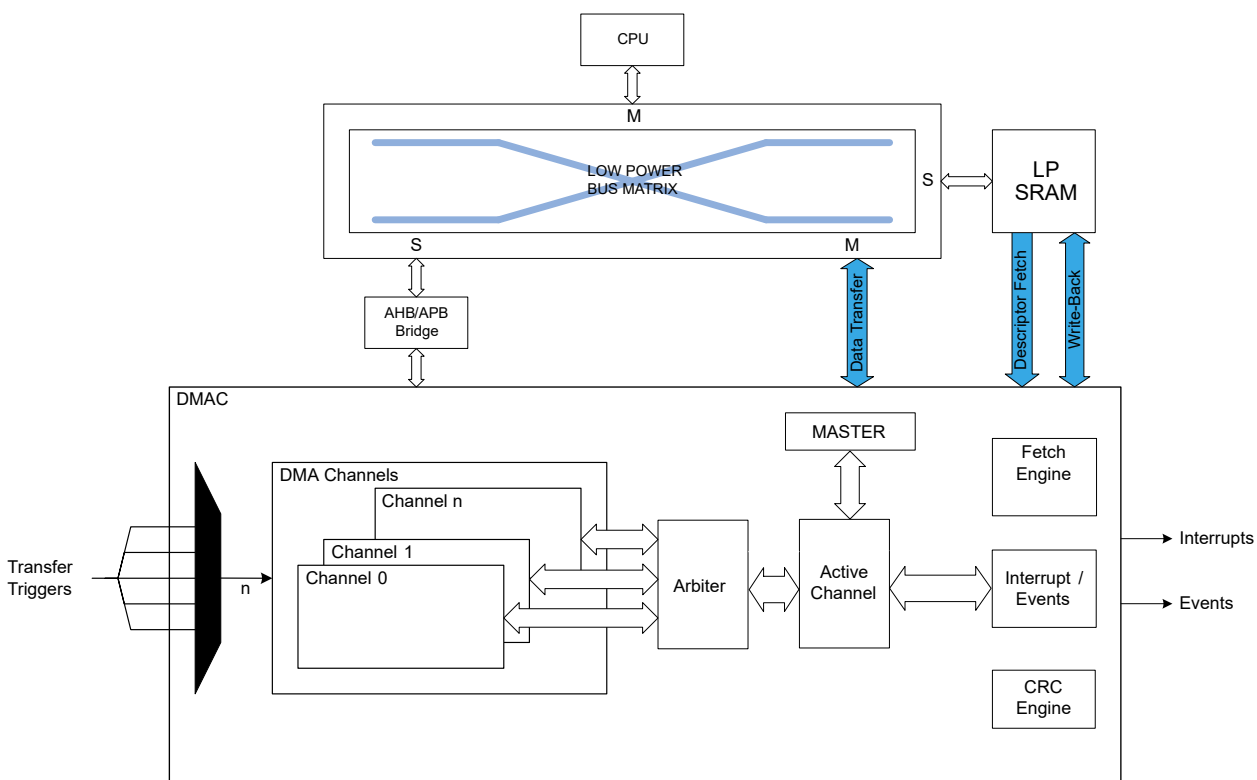 CPU
M
LOW POWER
BUS MATRIX
S
LP
SRAM
S
M
AHB/APB
Bridge
Data Transfer
Descriptor Fetch
Write-Back
DMAC
MASTER
DMA Channels
Fetch
Engine
Channel n
Channel 1
Channel 0
Transfer
Triggers
n
Arbiter
Active
Channel
Interrupt /
Events
Interrupts
Events
CRC
Engine